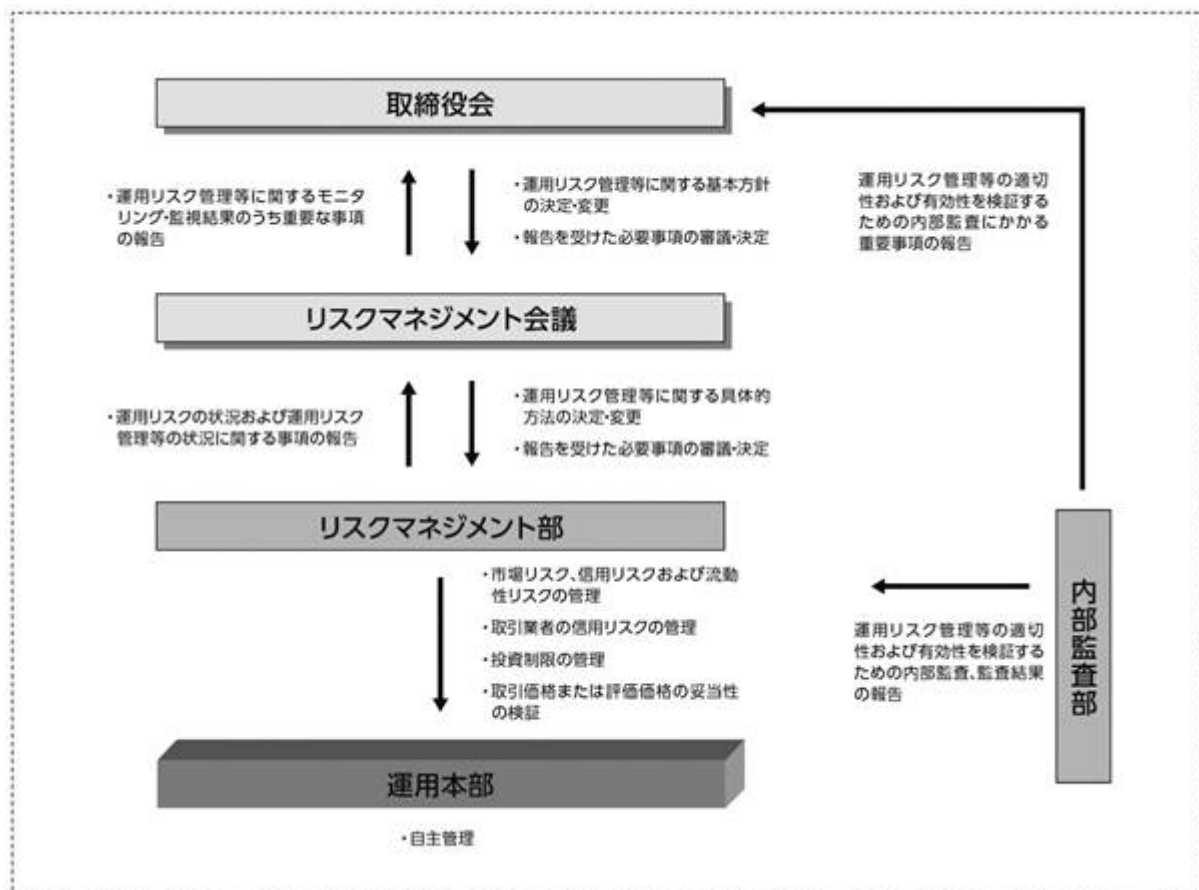 取締役会
・運用リスク管理等に関するモニタ
リング・監視結果のうち重要な事項
の報告
・運用リスク管理等に関する基本方針
の決定・変更
・報告を受けた必要事項の審議・決定
運用リスク管理等の適切
性および有効性を検証する
ための内部監査にかかる
重要事項の報告
リスクマネジメント会議
・運用リスクの状況および運用リスク
管理等の状況に関する事項の報告
・運用リスク管理等に関する具体的
方法の決定・変更
・報告を受けた必要事項の審議・決定
リスクマネジメント部
・市場リスク、信用リスクおよび流動
性リスクの管理
・取引業者の信用リスクの管理
・投資制限の管理
・取引価格または評価価格の妥当性
の検証
運用リスク管理等の適切
性および有効性を検証する
ための内部監査、監査結果
の報告
内部監査部
運用本部
・自主管理